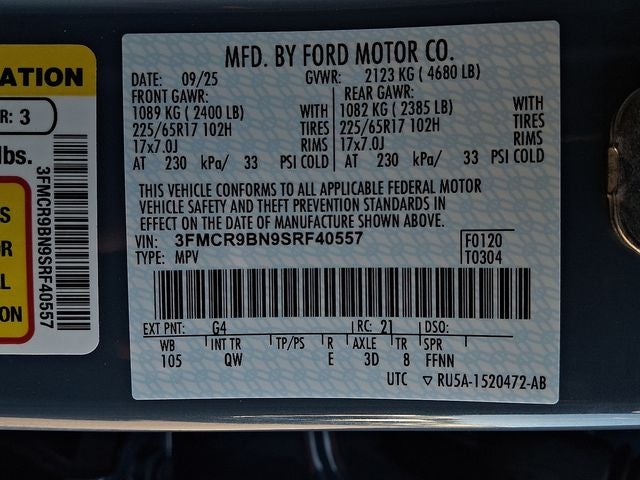 ATION
R: 3
lbs.
S
OR
L
ON
3FMCR9BN9SRF40557
MFD. BY FORD MOTOR CO.
DATE: 09/25 GVWR: 2123 KG ( 4680 LB)
FRONT GAWR: REAR GAWR:
1089 KG ( 2400 LB) WITH 1082 KG ( 2385 LB) WITH
225/65R17 102H TIRES 225/65R17 102H TIRES
17x7.0J RIMS 17x7.0J RIMS
AT 230 kPa/ 33 PSI COLD AT 230 kPa/ 33 PSI COLD
THIS VEHICLE CONFORMS TO ALL APPLICABLE FEDERAL MOTOR
VEHICLE SAFETY AND THEFT PREVENTION STANDARDS IN
EFFECT ON THE DATE OF MANUFACTURE SHOWN ABOVE.
VIN: 3FMCR9BN9SRF40557 F0120
TYPE: MPV T0304
EXT PNT: G4 RC: 21 DSO:
WB INT TR TP/PS R AXLE TR SPR
105 QW E 3D 8 FFNN
UTC ▽ RU5A-1520472-AB